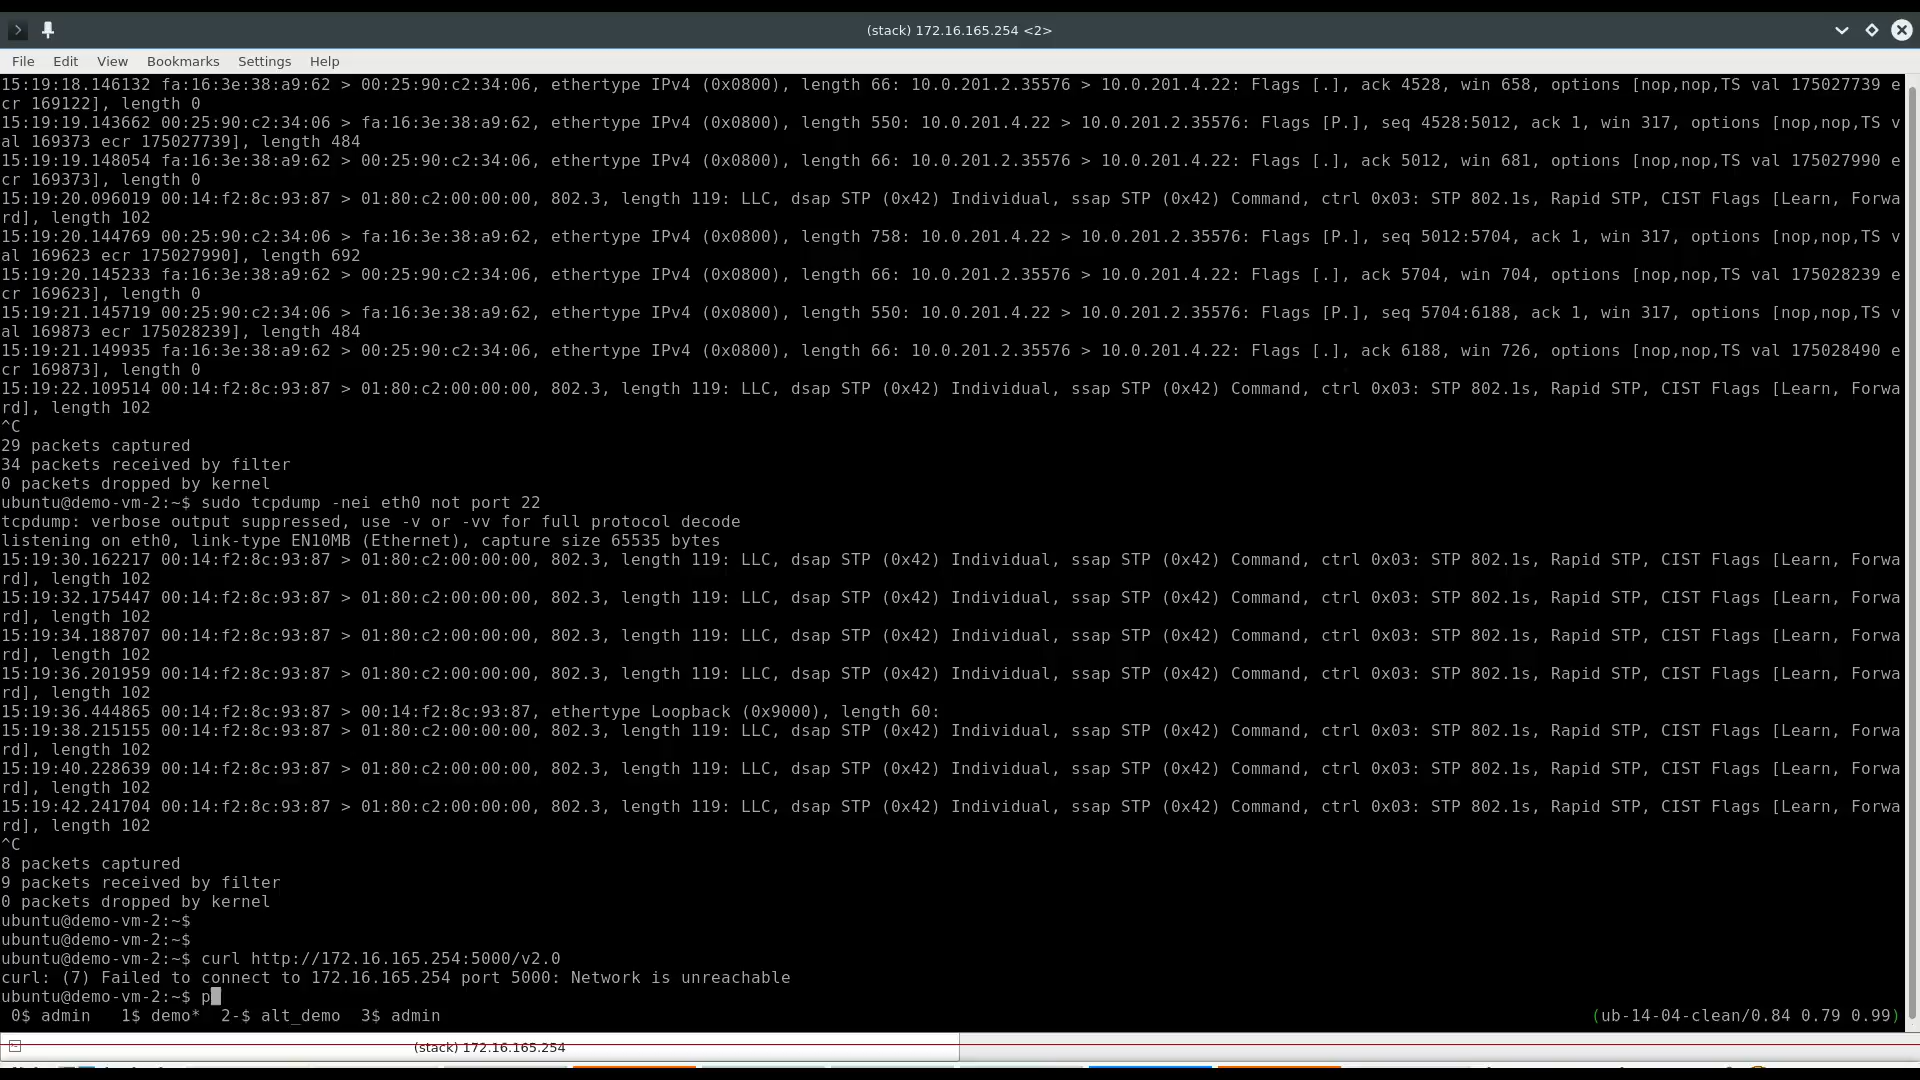 (stack) 172.16.165.254 <2>
File Edit View Bookmarks Settings Help
15:19:18.146132 fa:16:3e:38:a9:62 > 00:25:90:c2:34:06, ethertype IPv4 (0x0800), length 66: 10.0.201.2.35576 > 10.0.201.4.22: Flags [.], ack 4528, win 658, options [nop,nop,TS val 175027739 e
cr 169122], length 0
15:19:19.143662 00:25:90:c2:34:06 > fa:16:3e:38:a9:62, ethertype IPv4 (0x0800), length 550: 10.0.201.4.22 > 10.0.201.2.35576: Flags [P.], seq 4528:5012, ack 1, win 317, options [nop,nop,TS v
al 169373 ecr 175027739], length 484
15:19:19.148054 fa:16:3e:38:a9:62 > 00:25:90:c2:34:06, ethertype IPv4 (0x0800), length 66: 10.0.201.2.35576 > 10.0.201.4.22: Flags [.], ack 5012, win 681, options [nop,nop,TS val 175027990 e
cr 169373], length 0
15:19:20.096019 00:14:f2:8c:93:87 > 01:80:c2:00:00:00, 802.3, length 119: LLC, dsap STP (0x42) Individual, ssap STP (0x42) Command, ctrl 0x03: STP 802.1s, Rapid STP, CIST Flags [Learn, Forwa
rd], length 102
15:19:20.144769 00:25:90:c2:34:06 > fa:16:3e:38:a9:62, ethertype IPv4 (0x0800), length 758: 10.0.201.4.22 > 10.0.201.2.35576: Flags [P.], seq 5012:5704, ack 1, win 317, options [nop,nop,TS v
al 169623 ecr 175027990], length 692
15:19:20.145233 fa:16:3e:38:a9:62 > 00:25:90:c2:34:06, ethertype IPv4 (0x0800), length 66: 10.0.201.2.35576 > 10.0.201.4.22: Flags [.], ack 5704, win 704, options [nop,nop,TS val 175028239 e
cr 169623], length 0
15:19:21.145719 00:25:90:c2:34:06 > fa:16:3e:38:a9:62, ethertype IPv4 (0x0800), length 550: 10.0.201.4.22 > 10.0.201.2.35576: Flags [P.], seq 5704:6188, ack 1, win 317, options [nop,nop,TS v
al 169873 ecr 175028239], length 484
15:19:21.149935 fa:16:3e:38:a9:62 > 00:25:90:c2:34:06, ethertype IPv4 (0x0800), length 66: 10.0.201.2.35576 > 10.0.201.4.22: Flags [.], ack 6188, win 726, options [nop,nop,TS val 175028490 e
cr 169873], length 0
15:19:22.109514 00:14:f2:8c:93:87 > 01:80:c2:00:00:00, 802.3, length 119: LLC, dsap STP (0x42) Individual, ssap STP (0x42) Command, ctrl 0x03: STP 802.1s, Rapid STP, CIST Flags [Learn, Forwa
rd], length 102
^C
29 packets captured
34 packets received by filter
0 packets dropped by kernel
ubuntu@demo-vm-2:~$ sudo tcpdump -nei eth0 not port 22
tcpdump: verbose output suppressed, use -v or -vv for full protocol decode
listening on eth0, link-type EN10MB (Ethernet), capture size 65535 bytes
15:19:30.162217 00:14:f2:8c:93:87 > 01:80:c2:00:00:00, 802.3, length 119: LLC, dsap STP (0x42) Individual, ssap STP (0x42) Command, ctrl 0x03: STP 802.1s, Rapid STP, CIST Flags [Learn, Forwa
rd], length 102
15:19:32.175447 00:14:f2:8c:93:87 > 01:80:c2:00:00:00, 802.3, length 119: LLC, dsap STP (0x42) Individual, ssap STP (0x42) Command, ctrl 0x03: STP 802.1s, Rapid STP, CIST Flags [Learn, Forwa
rd], length 102
15:19:34.188707 00:14:f2:8c:93:87 > 01:80:c2:00:00:00, 802.3, length 119: LLC, dsap STP (0x42) Individual, ssap STP (0x42) Command, ctrl 0x03: STP 802.1s, Rapid STP, CIST Flags [Learn, Forwa
rd], length 102
15:19:36.201959 00:14:f2:8c:93:87 > 01:80:c2:00:00:00, 802.3, length 119: LLC, dsap STP (0x42) Individual, ssap STP (0x42) Command, ctrl 0x03: STP 802.1s, Rapid STP, CIST Flags [Learn, Forwa
rd], length 102
15:19:36.444865 00:14:f2:8c:93:87 > 00:14:f2:8c:93:87, ethertype Loopback (0x9000), length 60:
15:19:38.215155 00:14:f2:8c:93:87 > 01:80:c2:00:00:00, 802.3, length 119: LLC, dsap STP (0x42) Individual, ssap STP (0x42) Command, ctrl 0x03: STP 802.1s, Rapid STP, CIST Flags [Learn, Forwa
rd], length 102
15:19:40.228639 00:14:f2:8c:93:87 > 01:80:c2:00:00:00, 802.3, length 119: LLC, dsap STP (0x42) Individual, ssap STP (0x42) Command, ctrl 0x03: STP 802.1s, Rapid STP, CIST Flags [Learn, Forwa
rd], length 102
15:19:42.241704 00:14:f2:8c:93:87 > 01:80:c2:00:00:00, 802.3, length 119: LLC, dsap STP (0x42) Individual, ssap STP (0x42) Command, ctrl 0x03: STP 802.1s, Rapid STP, CIST Flags [Learn, Forwa
rd], length 102
^C
8 packets captured
9 packets received by filter
0 packets dropped by kernel
ubuntu@demo-vm-2:~$
ubuntu@demo-vm-2:~$
ubuntu@demo-vm-2:~$ curl http://172.16.165.254:5000/v2.0
curl: (7) Failed to connect to 172.16.165.254 port 5000: Network is unreachable
ubuntu@demo-vm-2:~$ p
0$ admin 1$ demo* 2-$ alt_demo 3$ admin (ub-14-04-clean/0.84 0.79 0.99)
(stack) 172.16.165.254